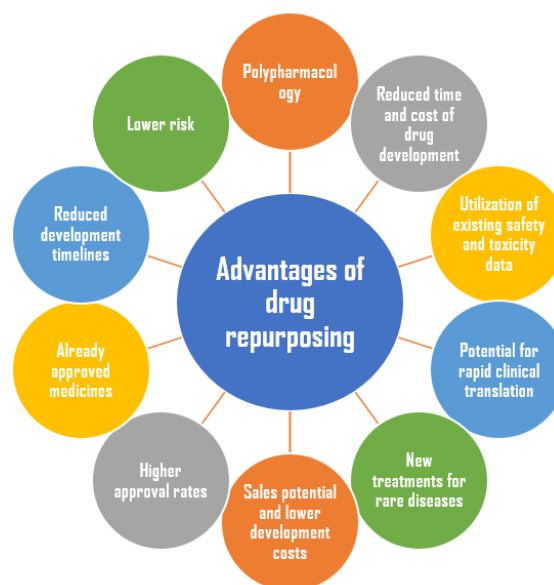 Polypharmacol
ogy
Reduced time
and cost of
drug
development
Utilization of
existing safety
and toxicity
data
Potential for
rapid clinical
translation
New
treatments for
rare diseases
Sales potential
and lower
development
costs
Higher
approval rates
Already
approved
medicines
Reduced
development
timelines
Lower risk
Advantages of
drug
repurposing